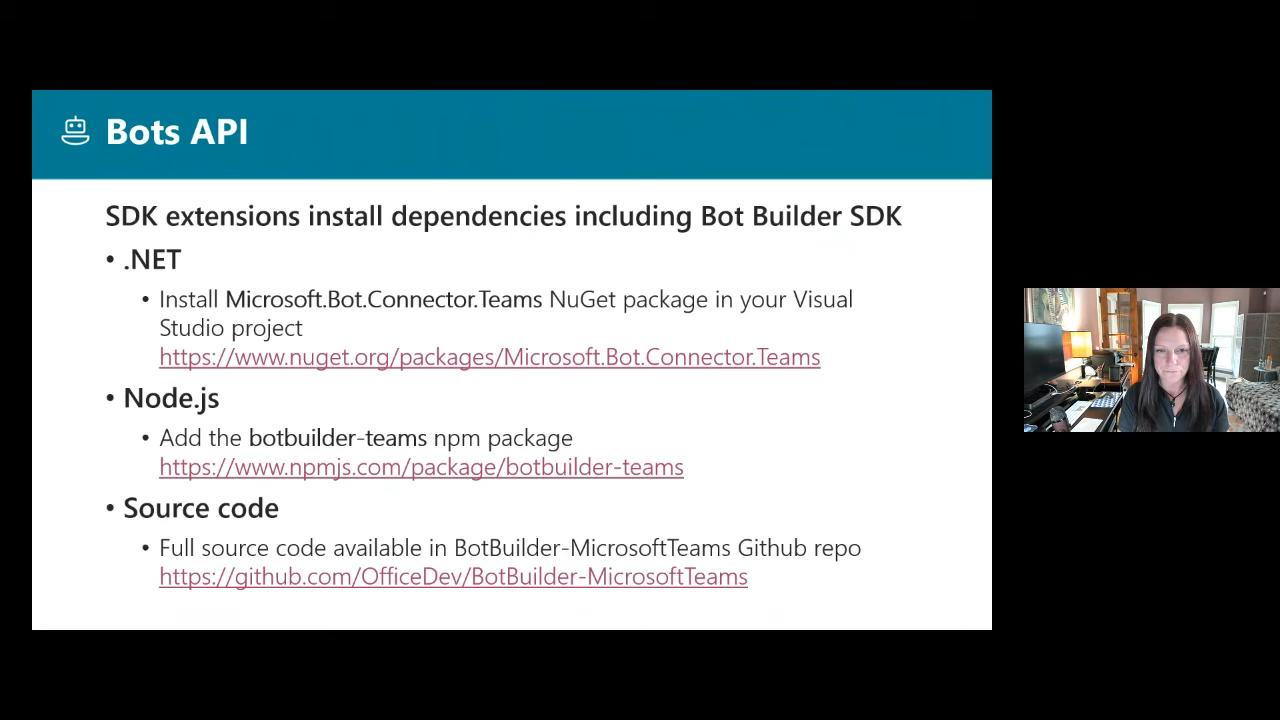 Bots API
SDK extensions install dependencies including Bot Builder SDK
• .NET
• Install Microsoft.Bot.Connector.Teams NuGet package in your Visual
Studio project
https://www.nuget.org/packages/Microsoft.Bot.Connector.Teams
• Node.js
• Add the botbuilder-teams npm package
https://www.npmjs.com/package/botbuilder-teams
• Source code
• Full source code available in BotBuilder-MicrosoftTeams Github repo
https://github.com/OfficeDev/BotBuilder-MicrosoftTeams